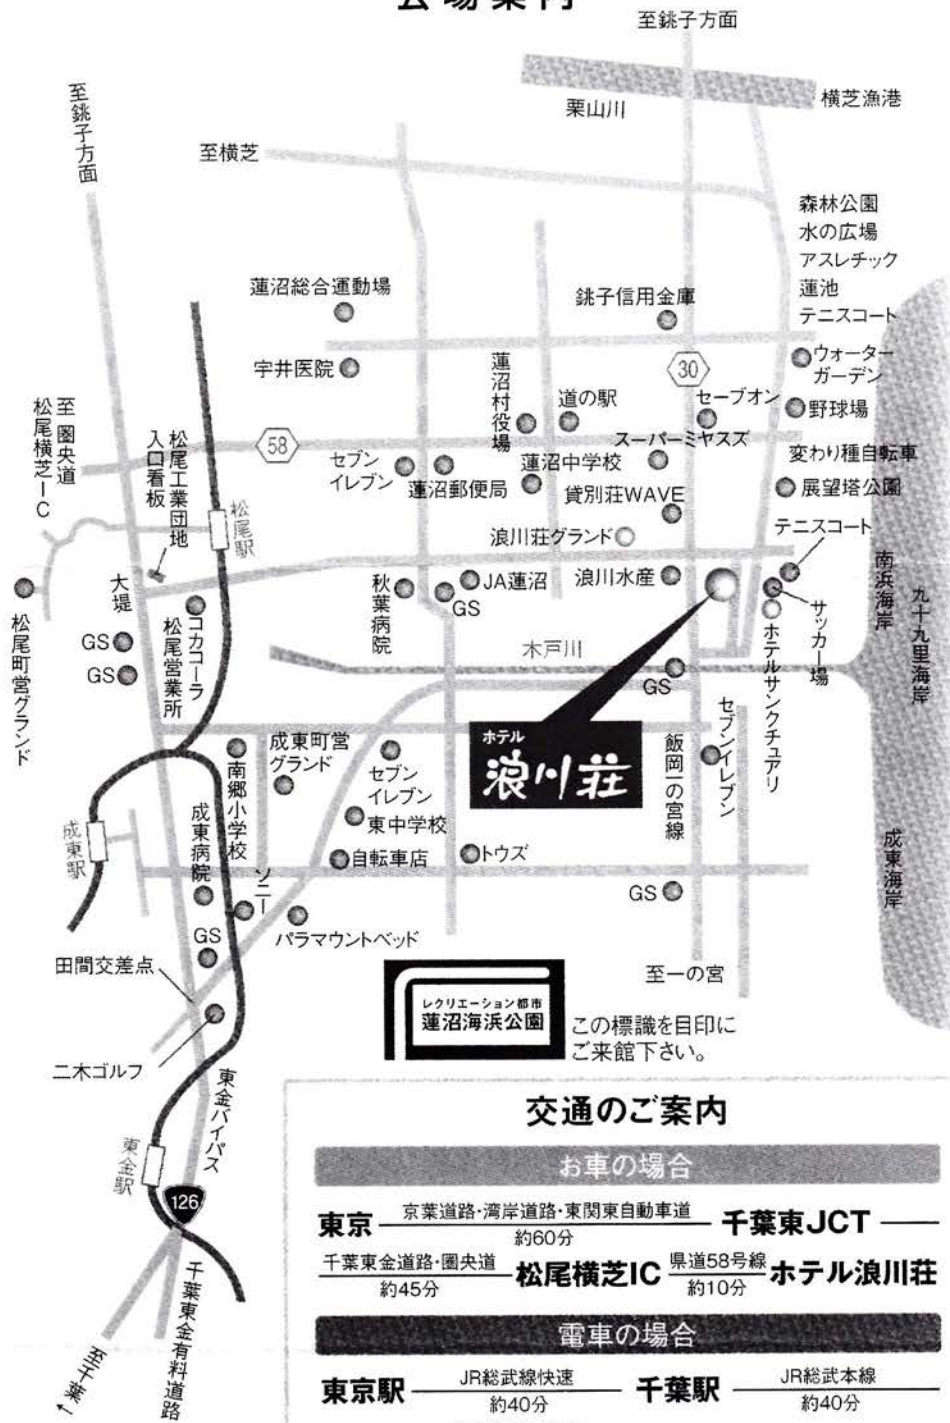 会場案内
至銚子方面
横芝漁港
栗山川
至銚子方面
至横芝
森林公園
水の広場
アスレチック
蓮池
テニスコート
蓮沼総合運動場
銚子信用金庫
宇井医院
30
ウォーター
ガーデン
蓮沼村役場
道の駅
セーブオン
野球場
至圏央道
松尾横芝IC
松尾工業団地
入口看板
58
スーパーミヤスズ
変わり種自転車
セブン
イレブン
蓮沼郵便局
蓮沼中学校
貸別荘WAVE
展望塔公園
松尾駅
浪川荘グランド
テニスコート
南浜海岸
九十九里海岸
大堤
秋葉病院
JA蓮沼
GS
浪川水産
サッカー場
ホテルサンクチュアリ
松尾町営グランド
GS
GS
コカコーラ
松尾営業所
木戸川
GS
ホテル
浪川荘
飯岡一の宮線
セブンイレブン
成東町営
グランド
南郷小学校
セブン
イレブン
成東駅
成東病院
東中学校
自転車店
トウズ
成東海岸
ソニー
GS
GS
パラマウントベッド
田間交差点
至一の宮
レクリエーション都市
蓮沼海浜公園
この標識を目印に
ご来館下さい。
二木ゴルフ
東金バイパス
東金駅
126
千葉東金有料道路
至千葉
↑
交通のご案内
お車の場合
東京 京葉道路・湾岸道路・東関東自動車道 約60分 千葉東JCT
千葉東金道路・圏央道 約45分 松尾横芝IC 県道58号線 約10分 ホテル浪川荘
電車の場合
東京駅 JR総武線快速 約40分 千葉駅 JR総武本線 約40分